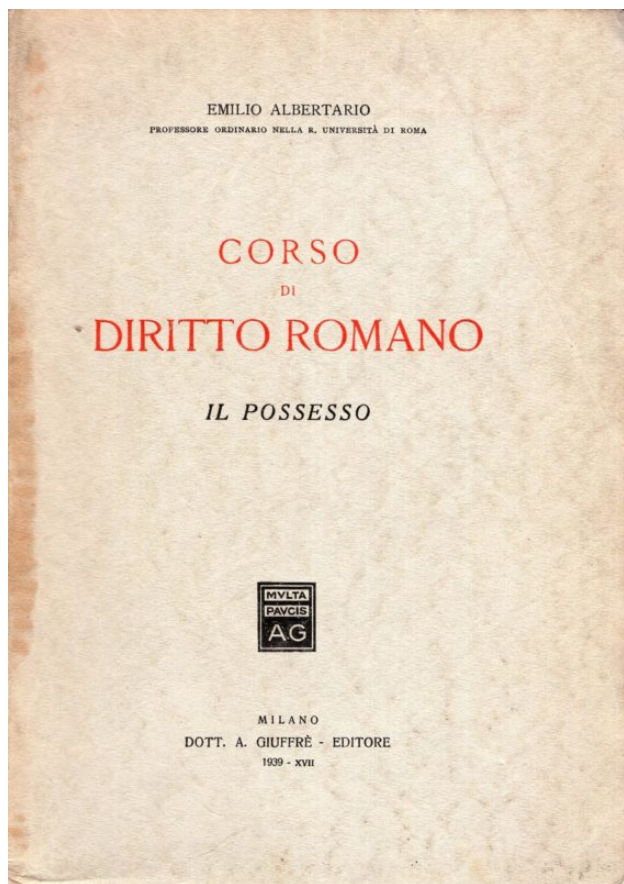 EMILIO ALBERTARIO
PROFESSORE ORDINARIO NELLA R. UNIVERSITÀ DI ROMA
CORSO
DI
DIRITTO ROMANO
IL POSSESSO
MVLTA
PAVCIS
AG
MILANO
DOTT. A. GIUFFRÈ - EDITORE
1939 - XVII